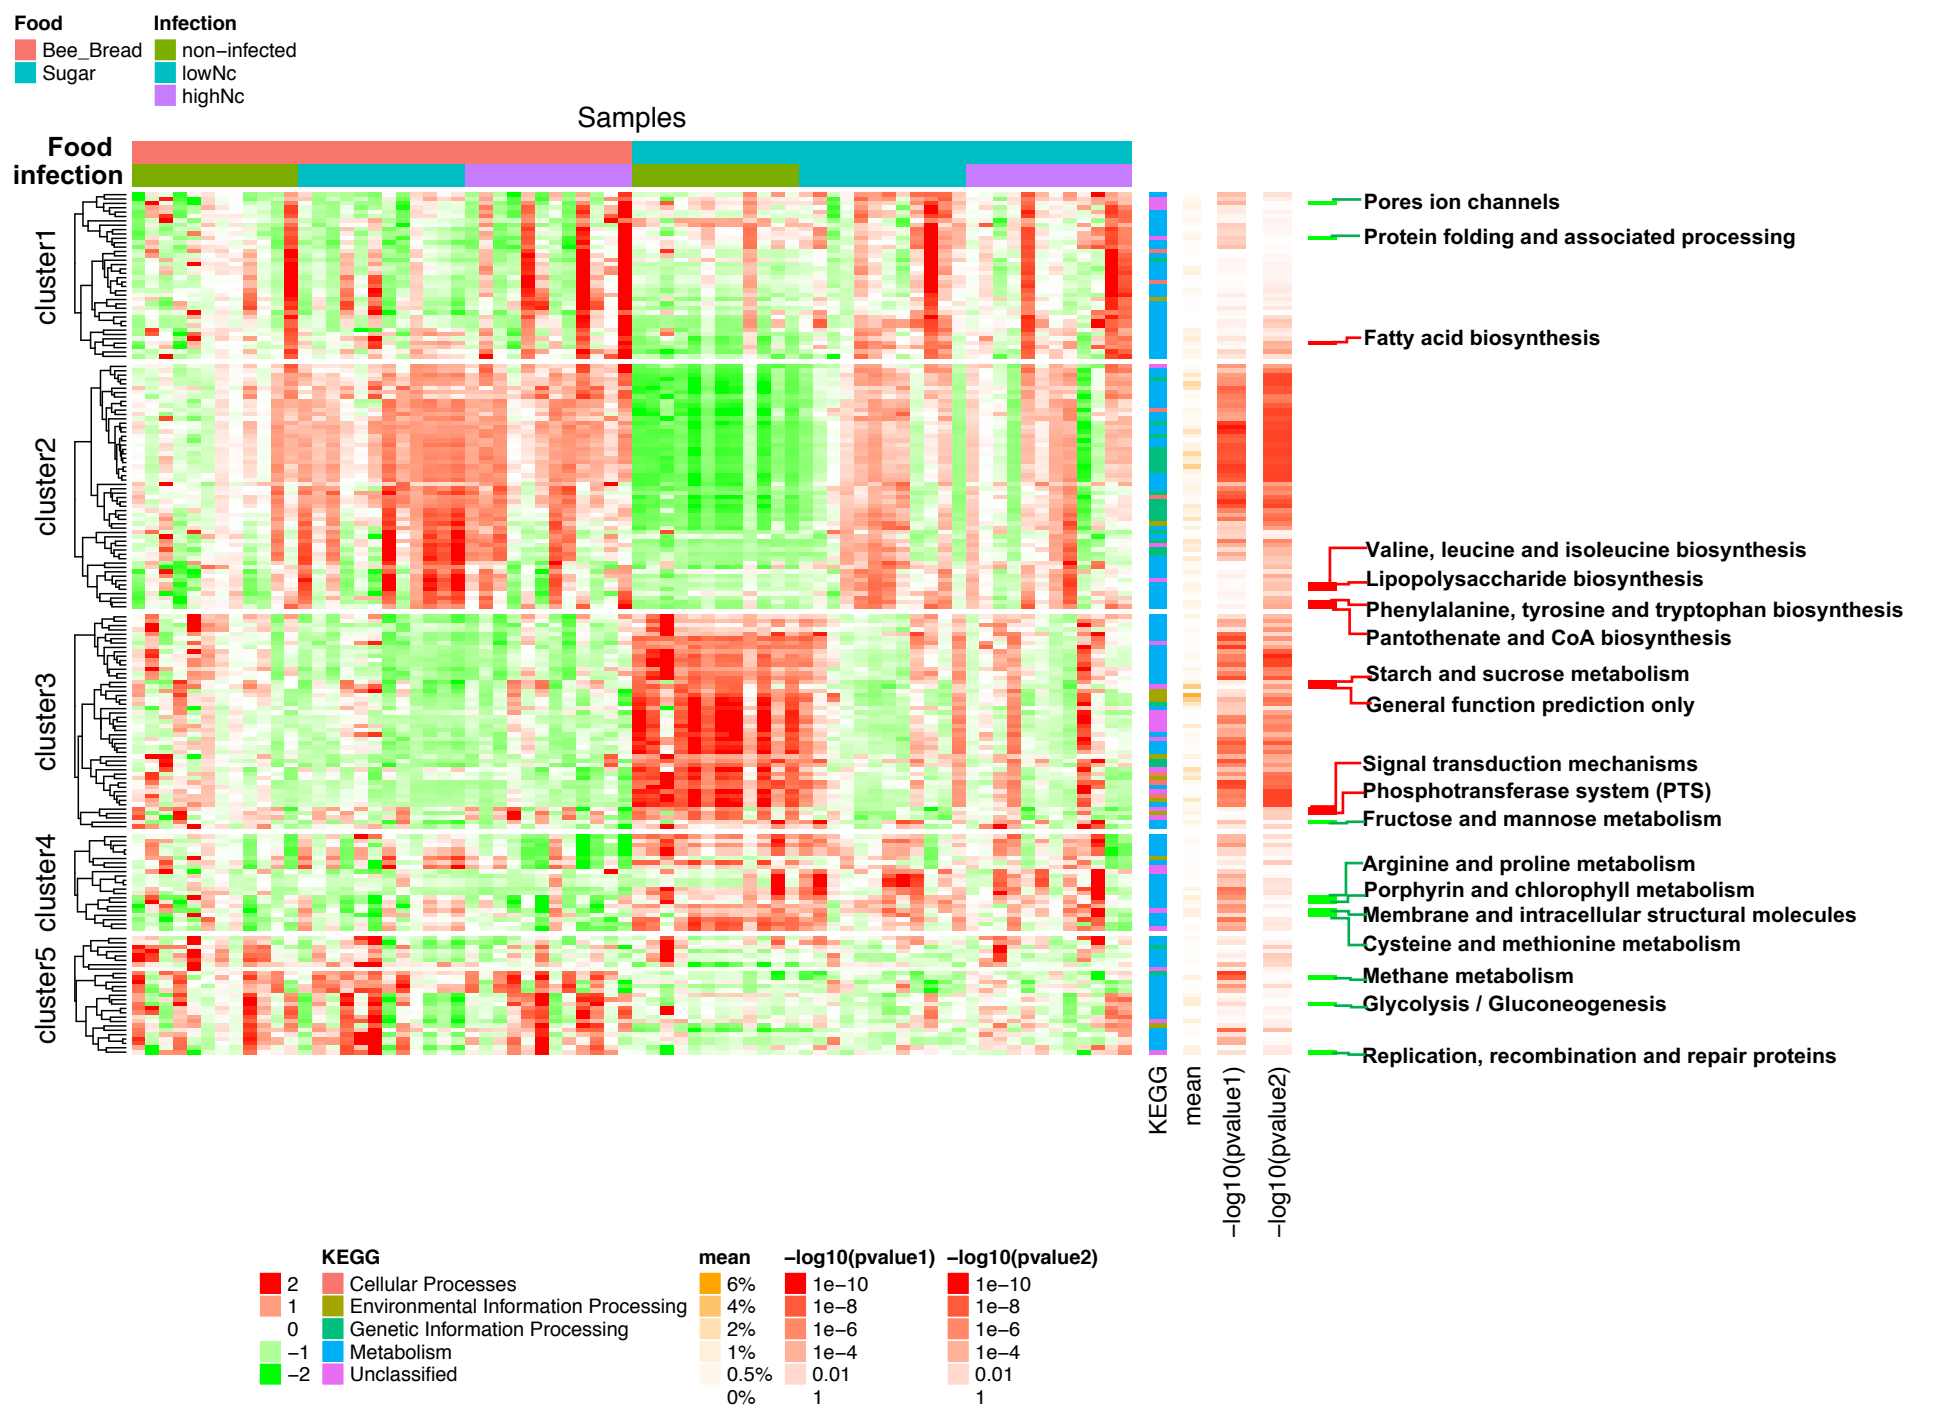 Food
Infection
Bee_Bread
non−infected
Sugar
lowNc
highNc
Samples
Food
infection
cluster1
cluster2
cluster3
cluster4
cluster5
Pores ion channels
Protein folding and associated processing
Fatty acid biosynthesis
Valine, leucine and isoleucine biosynthesis
Lipopolysaccharide biosynthesis
Phenylalanine, tyrosine and tryptophan biosynthesis
Pantothenate and CoA biosynthesis
Starch and sucrose metabolism
General function prediction only
Signal transduction mechanisms
Phosphotransferase system (PTS)
Fructose and mannose metabolism
Arginine and proline metabolism
Porphyrin and chlorophyll metabolism
Membrane and intracellular structural molecules
Cysteine and methionine metabolism
Methane metabolism
Glycolysis / Gluconeogenesis
Replication, recombination and repair proteins
KEGG
mean
−log10(pvalue1)
−log10(pvalue2)
2
1
0
−1
−2
KEGG
Cellular Processes
Environmental Information Processing
Genetic Information Processing
Metabolism
Unclassified
mean
6%
4%
2%
1%
0.5%
0%
−log10(pvalue1)
1e−10
1e−8
1e−6
1e−4
0.01
1
−log10(pvalue2)
1e−10
1e−8
1e−6
1e−4
0.01
1